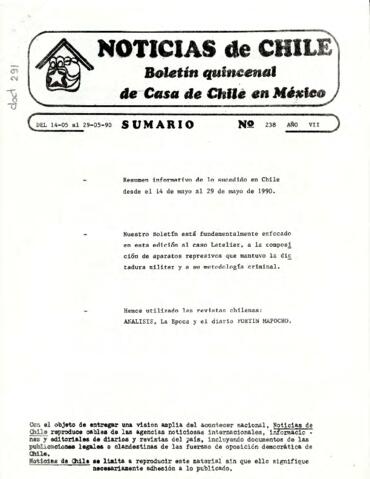 doct 291
NOTICIAS de CHILE
Boletín quincenal
de Casa de Chile en México
DEL 14-05 al 29-05-90 SUMARIO Nº 238 AÑO VII
- Resumen informativo de lo sucedido en Chile
desde el 14 de mayo al 29 de mayo de 1990.
- Nuestro Boletín está fundamentalmente enfocado
en esta edición al caso Letelier, a la composi
ción de aparatos represivos que mantuvo la dic
tadura militar y a su metodología criminal.
- Hemos utilizado las revistas chilenas:
ANALISIS, La Epoca y el diario FORTIN MAPOCHO.
Con el objeto de entregar una vision amplia del acontecer nacional, Noticias de
Chile reproduce cables de las agencias noticiosas internacionales, informacio -
nes y editoriales de diarios y revistas del país, incluyendo documentos de las
publicaciones legales o clandestinas de las fuerzas de oposición democrática de
Chile.
Noticias de Chile se limita a reproducir este material sin que ello signifique
necesariamente adhesión a lo publicado.